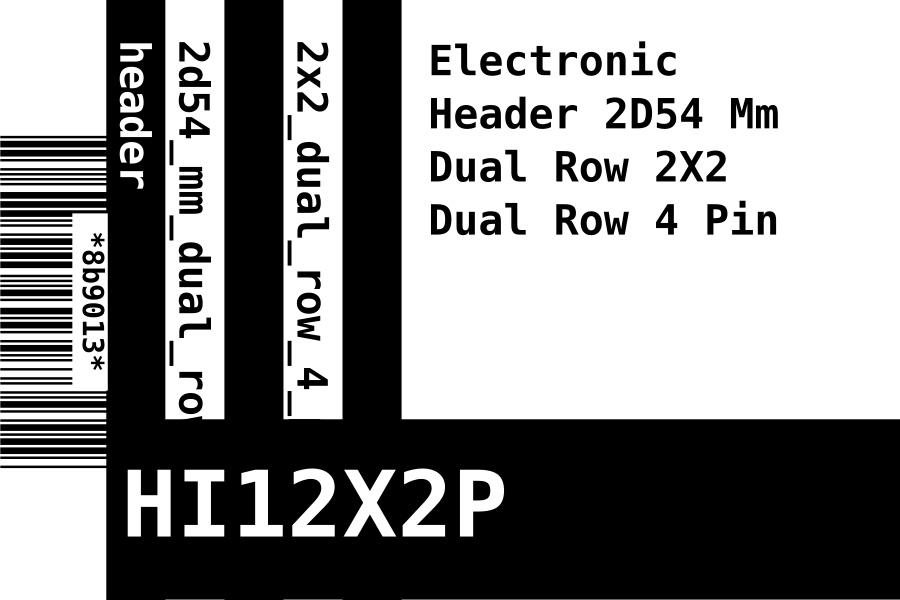 *8b9013*
header
2d54_mm_dual_ro
2x2_dual_row_4_
Electronic
Header 2D54 Mm
Dual Row 2X2
Dual Row 4 Pin
HI12X2P